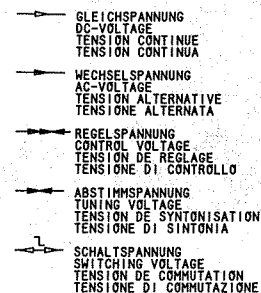 GLEICHSPANNUNG
DC-VOLTAGE
TENSION CONTINUE
TENSION CONTINUA
WECHSELSPANNUNG
AC-VOLTAGE
TENSION ALTERNATIVE
TENSIONE ALTERNATA
REGELSPANNUNG
CONTROL VOLTAGE
TENSION DE REGLAGE
TENSIONE DI CONTROLLO
ABSTIMMSPANNUNG
TUNING VOLTAGE
TENSION DE SYNTONISATION
TENSIONE DI SINTONIA
SCHALTSPANNUNG
SWITCHING VOLTAGE
TENSION DE COMMUTATION
TENSIONE DI COMMUTAZIONE